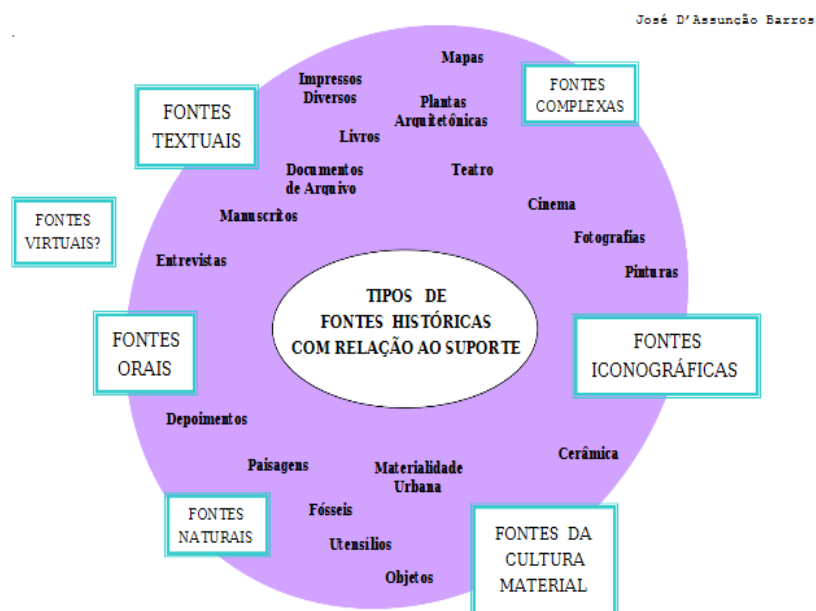 José D’Assunção Barros
.
Mapas
Impressos
Diversos
FONTES
COMPLEXAS
FONTES
TEXTUAIS
Plantas
Arquitetônicas
Livros
Documentos
de Arquivo
Teatro
Manuscritos
Cinema
FONTES
VIRTUAIS?
Fotografias
Entrevistas
Pinturas
TIPOS DE
FONTES HISTÓRICAS
COM RELAÇÃO AO SUPORTE
FONTES
ORAIS
FONTES
ICONOGRÁFICAS
Depoimentos
Cerâmica
Paisagens
Materialidade
Urbana
FONTES
NATURAIS
Fósseis
Utensílios
Objetos
FONTES DA
CULTURA
MATERIAL